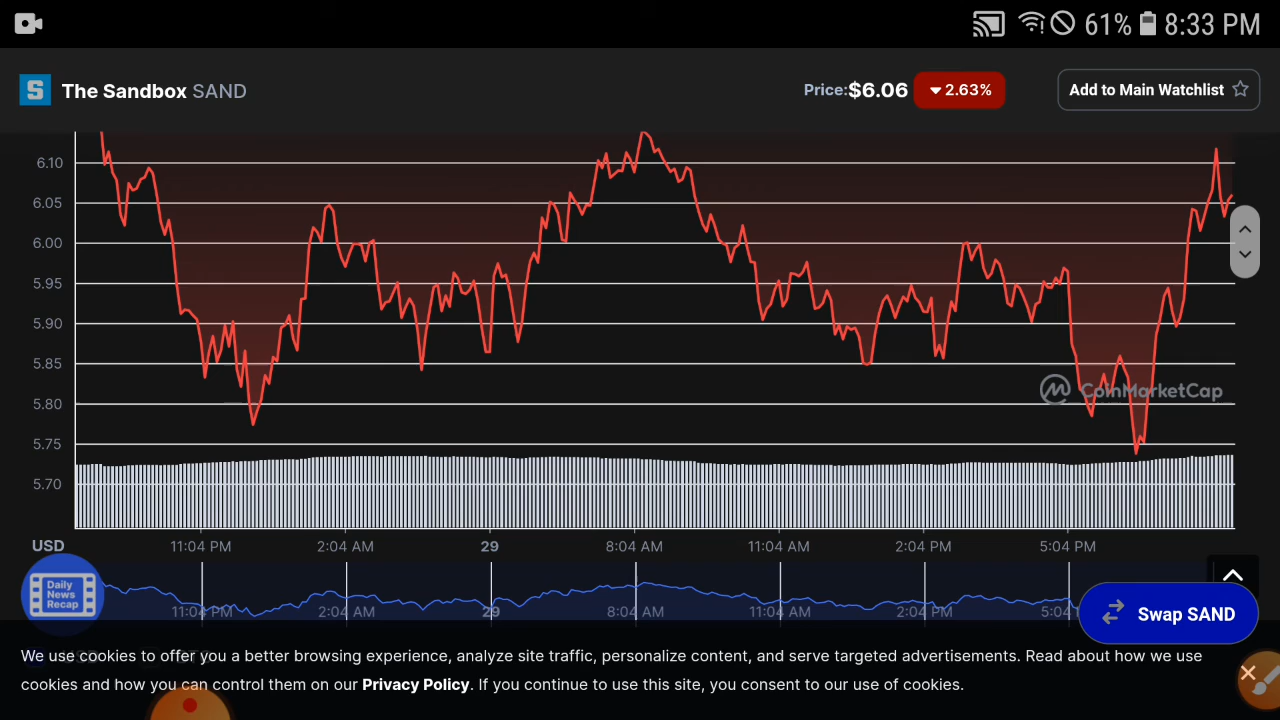 61% 8:33 PM
S The Sandbox SAND
Price:$6.06 2.63%
Add to Main Watchlist
6.10
6.05
6.00
5.95
5.90
5.85
5.80
5.75
5.70
CoinMarketCap
USD
11:04 PM 2:04 AM 29 8:04 AM 11:04 AM 2:04 PM 5:04 PM
Daily
News
Recap
11:04 PM 2:04 AM 29 8:04 AM 11:04 AM 2:04 PM 5:04
Swap SAND
We use cookies to offer you a better browsing experience, analyze site traffic, personalize content, and serve targeted advertisements. Read about how we use
cookies and how you can control them on our Privacy Policy. If you continue to use this site, you consent to our use of cookies.